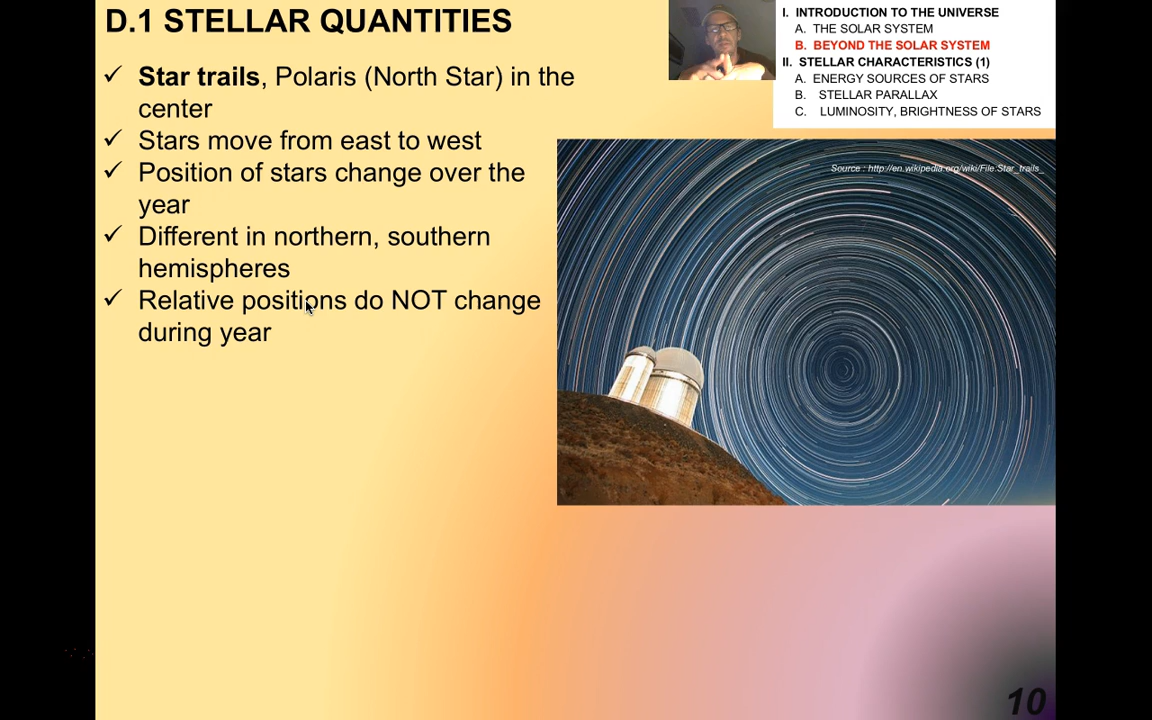 D.1 STELLAR QUANTITIES
✓ Star trails, Polaris (North Star) in the
center
✓ Stars move from east to west
✓ Position of stars change over the
year
✓ Different in northern, southern
hemispheres
✓ Relative positions do NOT change
during year
I. INTRODUCTION TO THE UNIVERSE
A. THE SOLAR SYSTEM
B. BEYOND THE SOLAR SYSTEM
II. STELLAR CHARACTERISTICS (1)
A. ENERGY SOURCES OF STARS
B. STELLAR PARALLAX
C. LUMINOSITY, BRIGHTNESS OF STARS
Source : http://en.wikipedia.org/wiki/File:Star_trails_
10